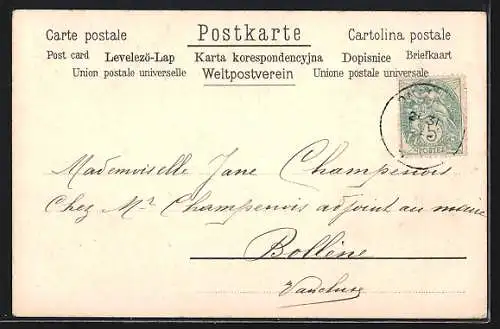 Carte postale Postkarte Cartolina postale
Post card Levelező-Lap Karta korespondencyjna Dopisnice Briefkaart
Union postale universelle Weltpostverein Unione postale universale
5
Mademoiselle Jane Champenois
Chez Mr Champenois adjoint au maire
Bollène
Vaucluse